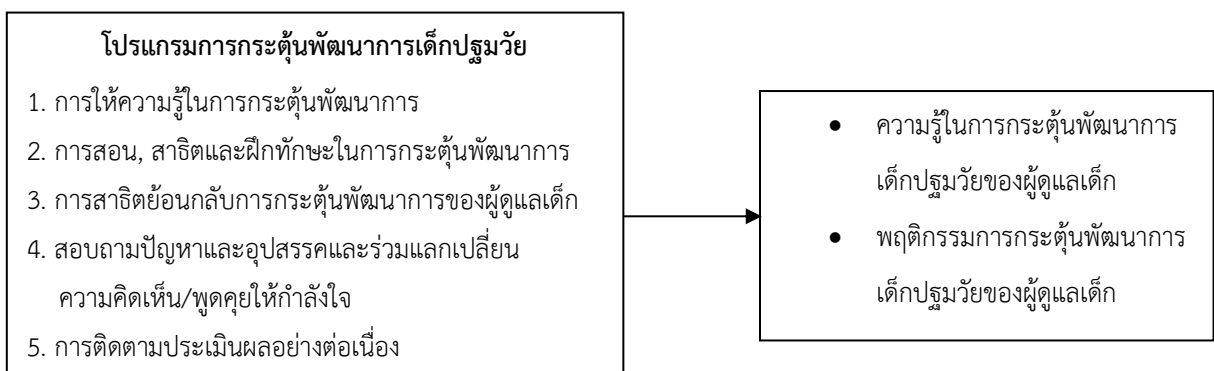 โปรแกรมการกระตุ้นพัฒนาการเด็กปฐมวัย
1. การให้ความรู้ในการกระตุ้นพัฒนาการ
2. การสอน, สาธิตและฝึกทักษะในการกระตุ้นพัฒนาการ
3. การสาธิตย้อนกลับการกระตุ้นพัฒนาการของผู้ดูแลเด็ก
4. สอบถามปัญหาและอุปสรรคและร่วมแลกเปลี่ยน
ความคิดเห็น/พูดคุยให้กำลังใจ
5. การติดตามประเมินผลอย่างต่อเนื่อง
● ความรู้ในการกระตุ้นพัฒนาการ
เด็กปฐมวัยของผู้ดูแลเด็ก
● พฤติกรรมการกระตุ้นพัฒนาการ
เด็กปฐมวัยของผู้ดูแลเด็ก